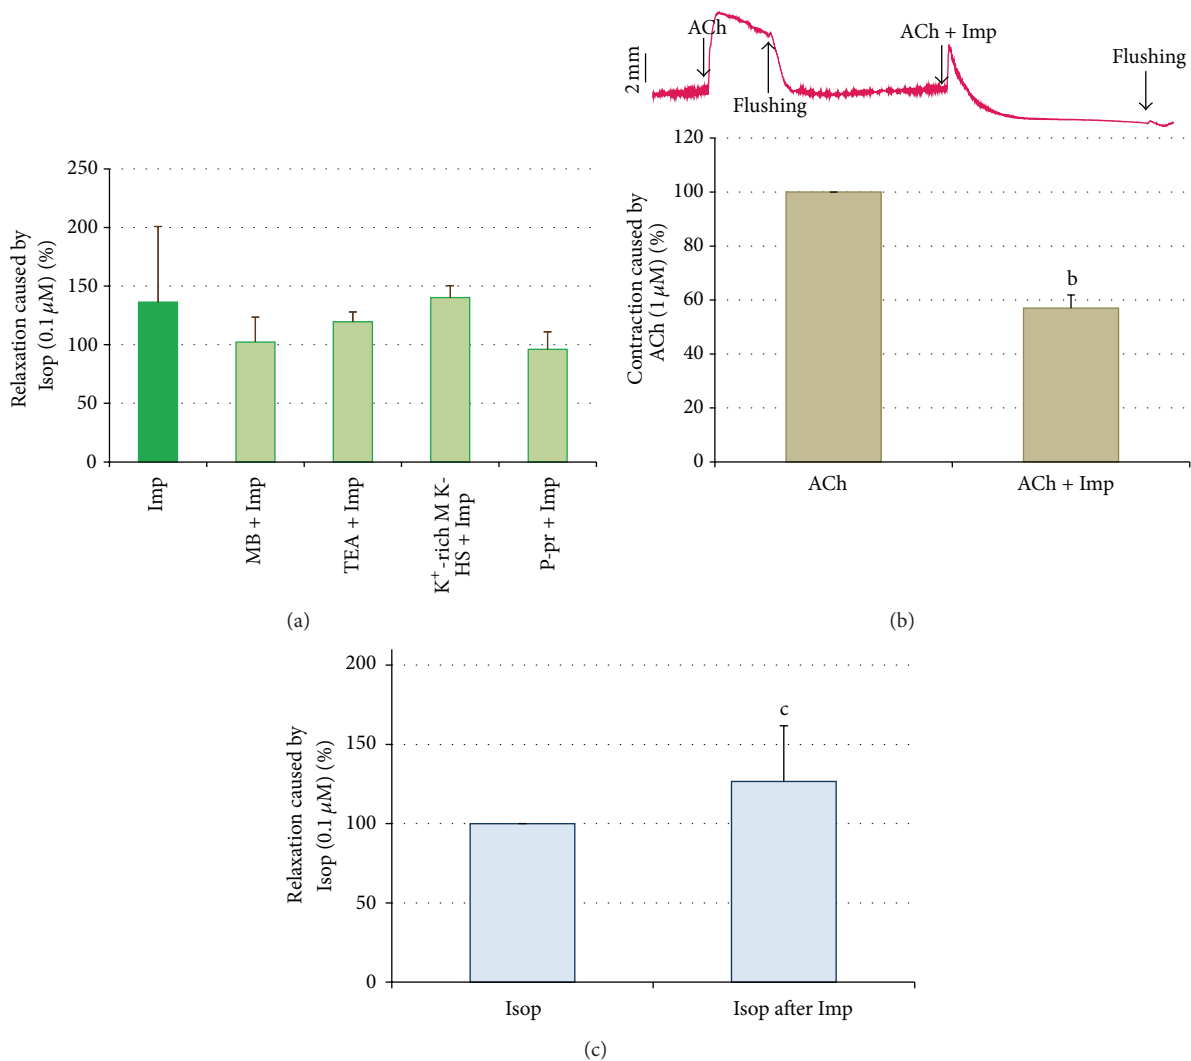 250
200
150
100
50
0
Relaxation caused by
Isop (0.1 μM) (%)
Imp
MB + Imp
TEA + Imp
K+-rich M K-
HS + Imp
P-pr + Imp
(a)
2 mm
ACh
Flushing
ACh + Imp
Flushing
120
100
80
60
40
20
0
Contraction caused by
ACh (1 μM) (%)
b
ACh
ACh + Imp
(b)
200
150
100
50
0
Relaxation caused by
Isop (0.1 μM) (%)
c
Isop
Isop after Imp
(c)